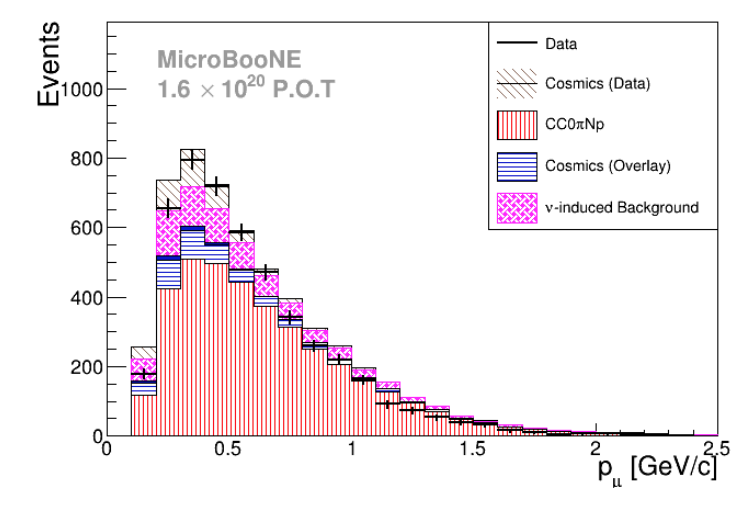 MicroBooNE
1.6 × 10²⁰ P.O.T
Data
Cosmics (Data)
CC0πNp
Cosmics (Overlay)
ν-induced Background
Events
1000
800
600
400
200
0
0 0.5 1 1.5 2 2.5
p_μ [GeV/c]